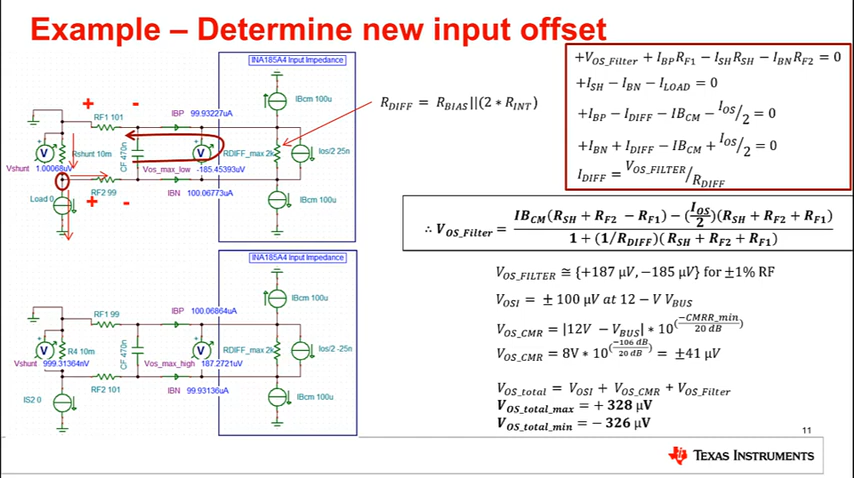 Example – Determine new input offset
INA185A4 Input Impedance
IBcm 100u
IBP 99.93227uA
RF1 101
+ -
Rshunt 10m
Vshunt 1.00068uV
CF 470n
RDIFF_max 2k
Ios/2 25n
Vos_max_low -185.45393uV
Load 0
RF2 99
IBN 100.06773uA
+ -
IBcm 100u
INA185A4 Input Impedance
IBcm 100u
IBP 100.06864uA
RF1 99
R4 10m
Vshunt 999.31364nV
CF 470n
RDIFF_max 2k
Ios/2 -25n
Vos_max_high 187.2721uV
IS2 0
RF2 101
IBN 99.93136uA
IBcm 100u
R_DIFF = R_BIAS||(2 * R_INT)
+V_OS_Filter + I_BP R_F1 − I_SH R_SH − I_BN R_F2 = 0
+I_SH − I_BN − I_LOAD = 0
+I_BP − I_DIFF − IB_CM − I_OS/2 = 0
+I_BN + I_DIFF − IB_CM + I_OS/2 = 0
I_DIFF = V_OS_FILTER/R_DIFF
∴ V_OS_Filter = (IB_CM(R_SH + R_F2 − R_F1) − (I_OS/2)(R_SH + R_F2 + R_F1)) / (1 + (1/R_DIFF)(R_SH + R_F2 + R_F1))
V_OS_FILTER ≅ {+187 µV, −185 µV} for ±1% RF
V_OSI = ± 100 µV at 12 − V V_BUS
V_OS_CMR = |12V − V_BUS| * 10^(−CMRR_min/20 dB)
V_OS_CMR = 8V * 10^(−106 dB/20 dB) = ±41 µV
V_OS_total = V_OSI + V_OS_CMR + V_OS_Filter
V_OS_total_max = + 328 µV
V_OS_total_min = − 326 µV
11
TEXAS INSTRUMENTS